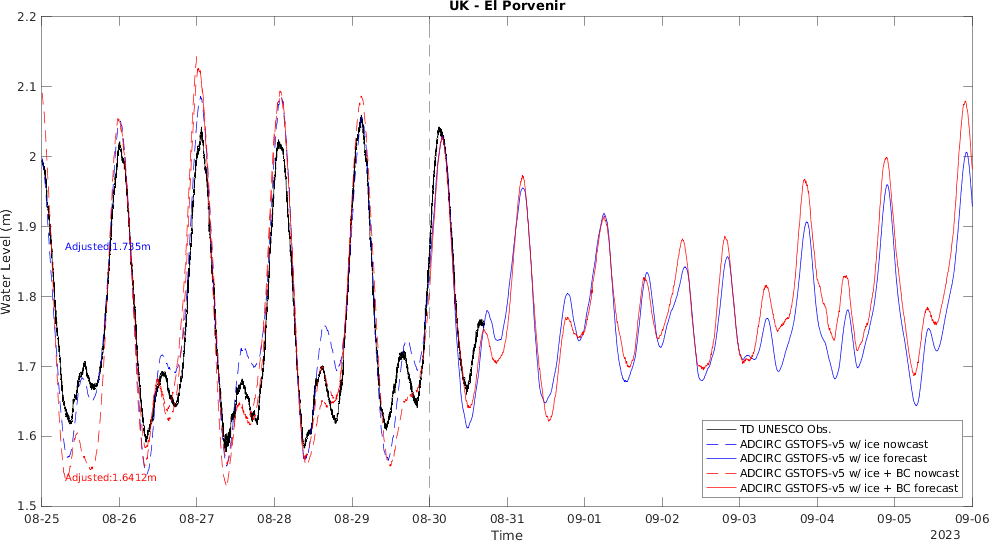 UK - El Porvenir
2.2
2.1
2
1.9
1.8
1.7
1.6
1.5
Water Level (m)
Adjusted:1.735m
Adjusted:1.6412m
TD UNESCO Obs.
ADCIRC GSTOFS-v5 w/ ice nowcast
ADCIRC GSTOFS-v5 w/ ice forecast
ADCIRC GSTOFS-v5 w/ ice + BC nowcast
ADCIRC GSTOFS-v5 w/ ice + BC forecast
08-25 08-26 08-27 08-28 08-29 08-30 08-31 09-01 09-02 09-03 09-04 09-05 09-06
Time
2023